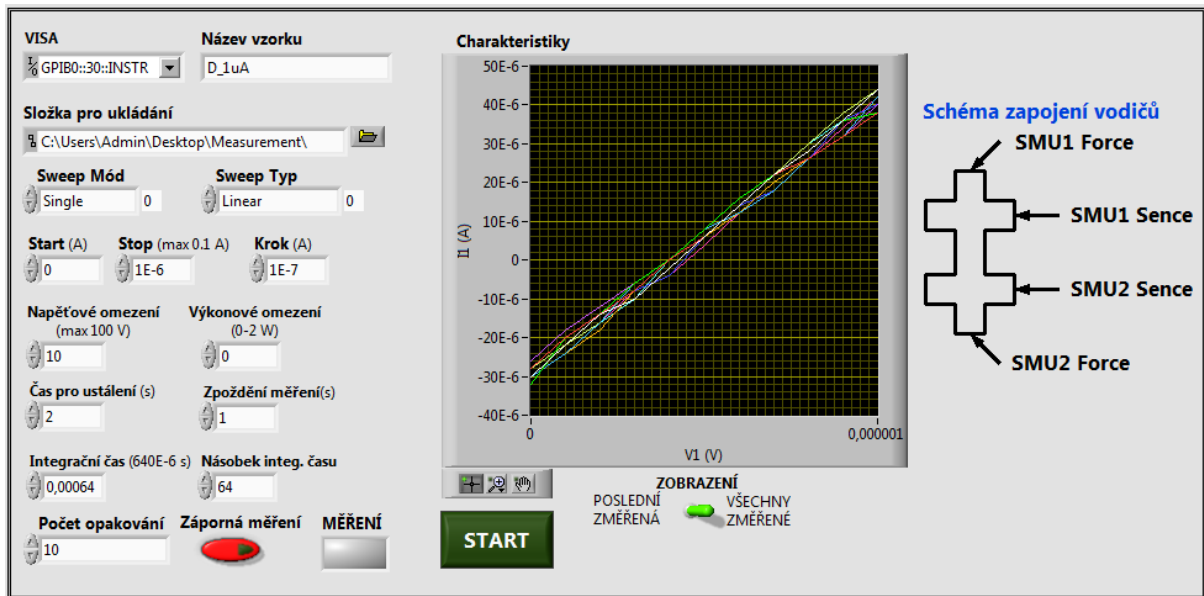 VISA
Název vzorku
I/O GPIB0::30::INSTR
D_1uA
Složka pro ukládání
C:\Users\Admin\Desktop\Measurement\
Sweep Mód
Sweep Typ
Single 0
Linear 0
Start (A)
Stop (max 0.1 A)
Krok (A)
0
1E-6
1E-7
Napěťové omezení
(max 100 V)
Výkonové omezení
(0-2 W)
10
0
Čas pro ustálení (s)
Zpoždění měření(s)
2
1
Integrační čas (640E-6 s)
Násobek integ. času
0,00064
64
Počet opakování
Záporná měření
MĚŘENÍ
10
Charakteristiky
50E-6
40E-6
30E-6
20E-6
10E-6
0
-10E-6
-20E-6
-30E-6
-40E-6
I1 (A)
0
0,000001
V1 (V)
ZOBRAZENÍ
POSLEDNÍ
ZMĚŘENÁ
VŠECHNY
ZMĚŘENÉ
START
Schéma zapojení vodičů
SMU1 Force
SMU1 Sence
SMU2 Sence
SMU2 Force